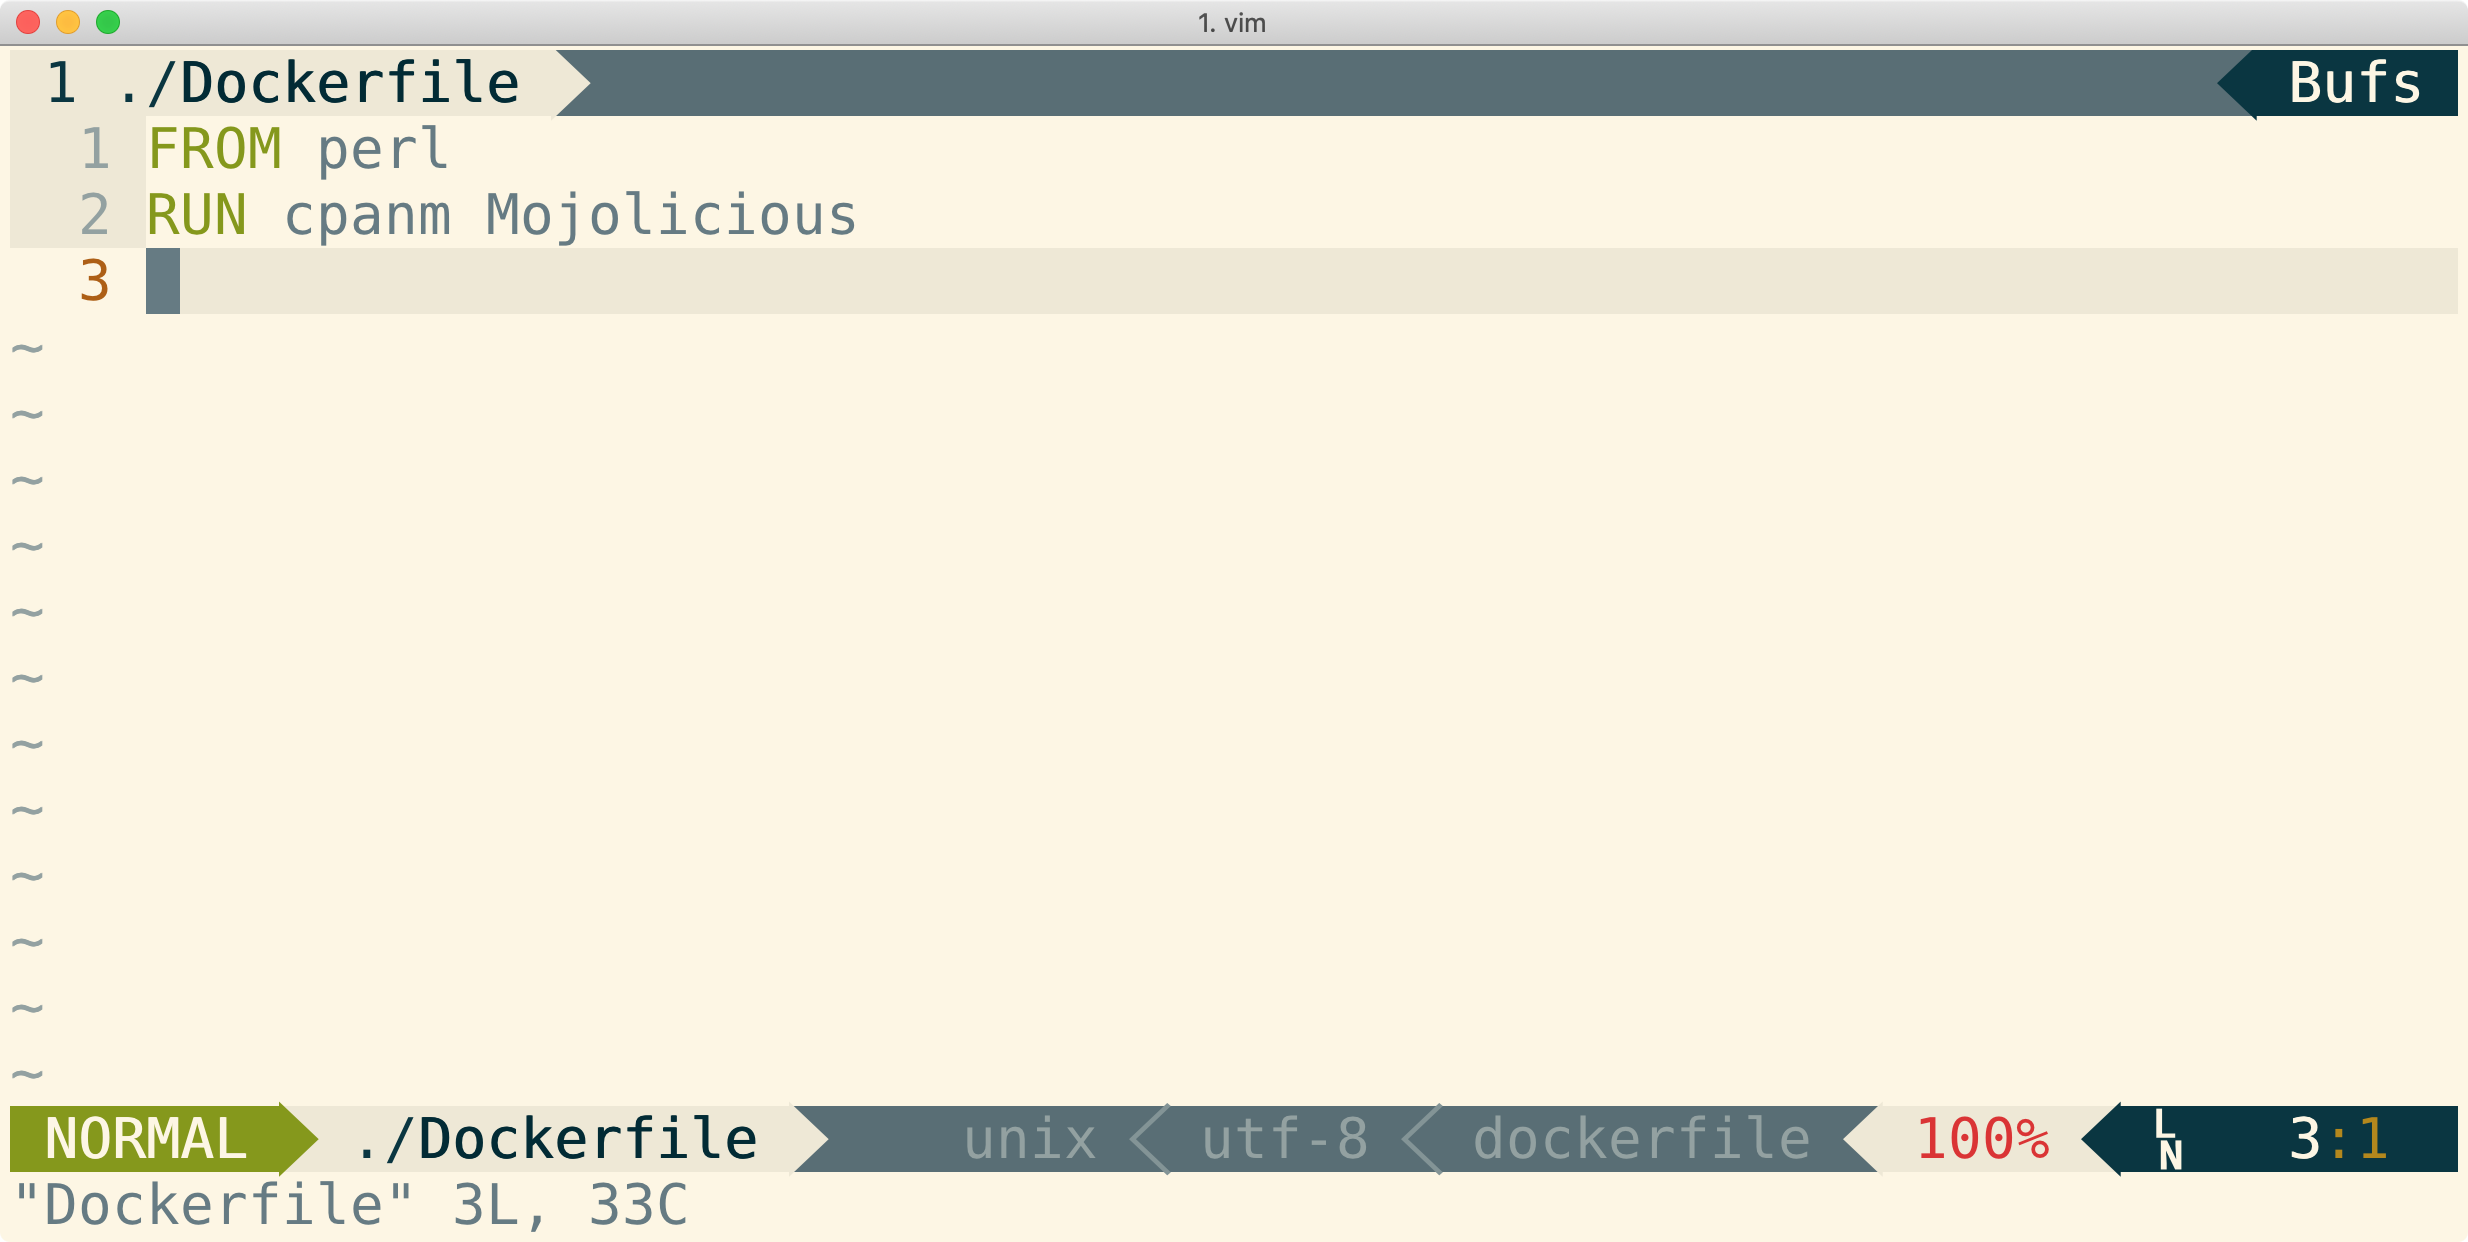 1. vim
1 ./Dockerfile Bufs
1 FROM perl
2 RUN cpanm Mojolicious
3
~
~
~
~
~
~
~
~
~
~
~
~
NORMAL ./Dockerfile unix utf-8 dockerfile 100% LN 3:1
"Dockerfile" 3L, 33C